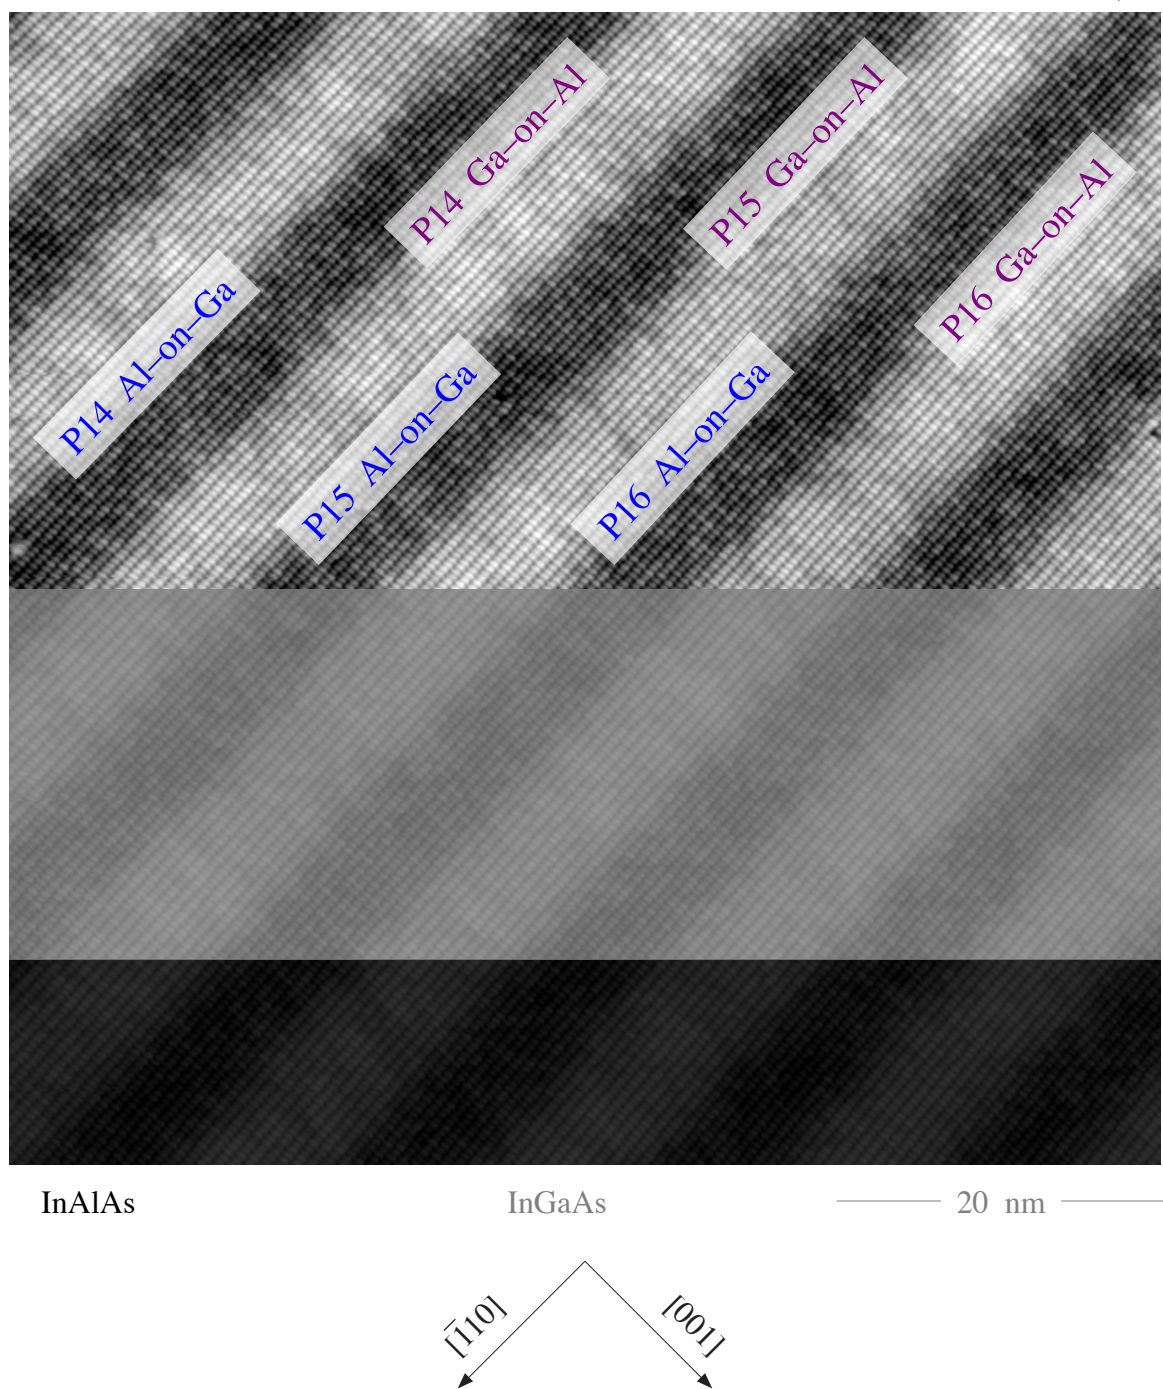 P14 Ga–on–Al
P15 Ga–on–Al
P16 Ga–on–Al
P14 Al–on–Ga
P15 Al–on–Ga
P16 Al–on–Ga
InAlAs
InGaAs
20 nm
[1̄10]
[001]